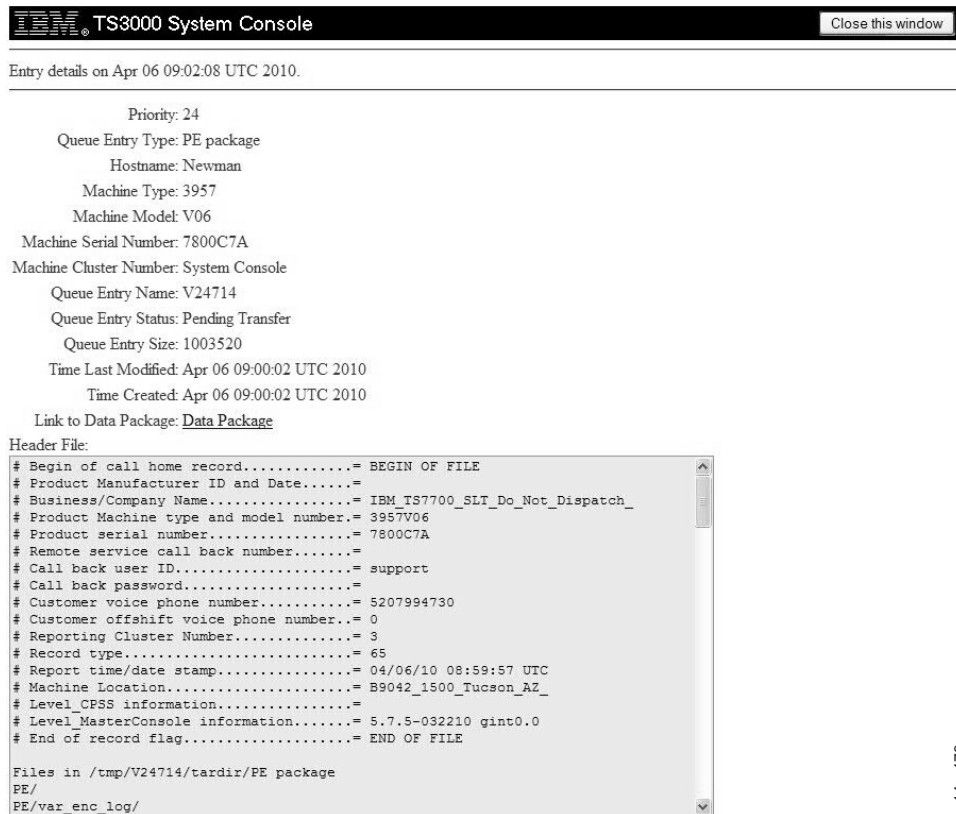 IBM® TS3000 System Console
Close this window
Entry details on Apr 06 09:02:08 UTC 2010.
Priority: 24
Queue Entry Type: PE package
Hostname: Newman
Machine Type: 3957
Machine Model: V06
Machine Serial Number: 7800C7A
Machine Cluster Number: System Console
Queue Entry Name: V24714
Queue Entry Status: Pending Transfer
Queue Entry Size: 1003520
Time Last Modified: Apr 06 09:00:02 UTC 2010
Time Created: Apr 06 09:00:02 UTC 2010
Link to Data Package: Data Package
Header File:
# Begin of call home record.............= BEGIN OF FILE
# Product Manufacturer ID and Date......=
# Business/Company Name.................= IBM_TS7700_SLT_Do_Not_Dispatch_
# Product Machine type and model number.= 3957V06
# Product serial number.................= 7800C7A
# Remote service call back number.......=
# Call back user ID.....................= support
# Call back password....................=
# Customer voice phone number...........= 5207994730
# Customer offshift voice phone number..= 0
# Reporting Cluster Number..............= 3
# Record type...........................= 65
# Report time/date stamp................= 04/06/10 08:59:57 UTC
# Machine Location......................= B9042_1500_Tucson_AZ_
# Level_CPSS information................=
# Level_MasterConsole information.......= 5.7.5-032210 gint0.0
# End of record flag....................= END OF FILE
Files in /tmp/V24714/tardir/PE package
PE/
PE/var_enc_log/